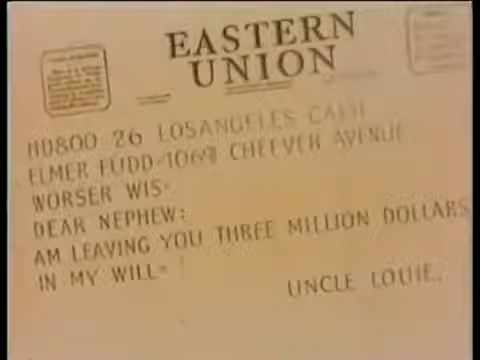 EASTERN
UNION
HU800 26 LOSANGELES CALIF
ELMER FUDD-1069 CHEEVER AVENUE
WORSER WIS-
DEAR NEPHEW:
AM LEAVING YOU THREE MILLION DOLLARS
IN MY WILL=
UNCLE LOUIE.